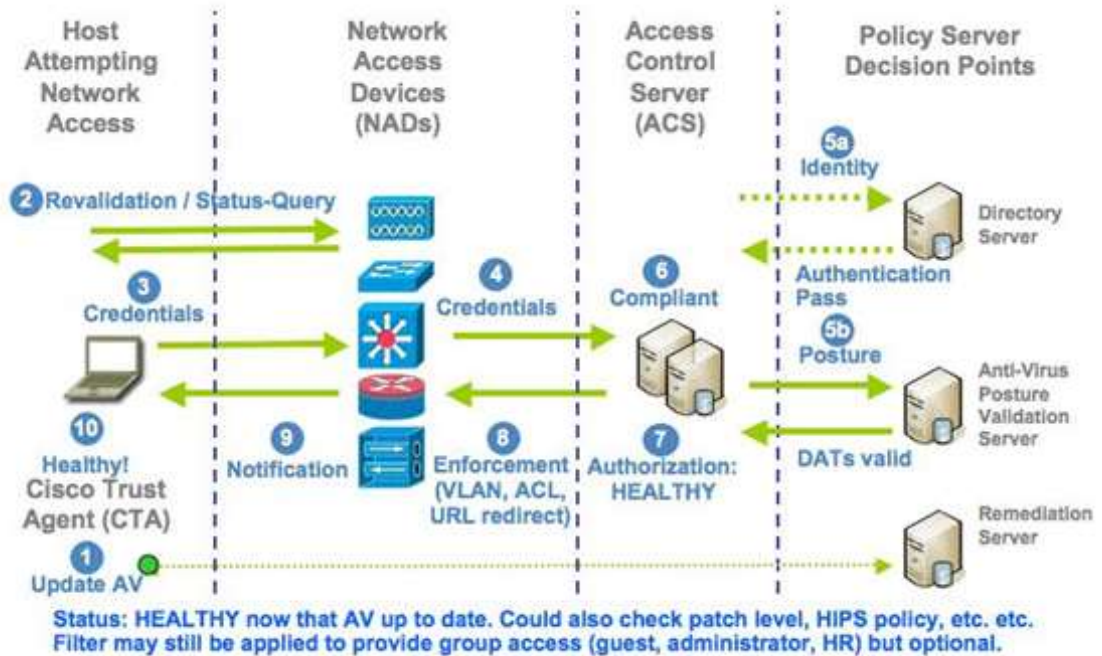 Host
Attempting
Network
Access
Network
Access
Devices
(NADs)
Access
Control
Server
(ACS)
Policy Server
Decision Points
2 Revalidation / Status-Query
5a
Identity
Directory
Server
Authentication
Pass
3
Credentials
4
Credentials
6
Compliant
5b
Posture
Anti-Virus
Posture
Validation
Server
DATs valid
10
Healthy!
Cisco Trust
Agent (CTA)
9
Notification
8
Enforcement
(VLAN, ACL,
URL redirect)
7
Authorization:
HEALTHY
Remediation
Server
1
Update AV
Status: HEALTHY now that AV up to date. Could also check patch level, HIPS policy, etc. etc.
Filter may still be applied to provide group access (guest, administrator, HR) but optional.